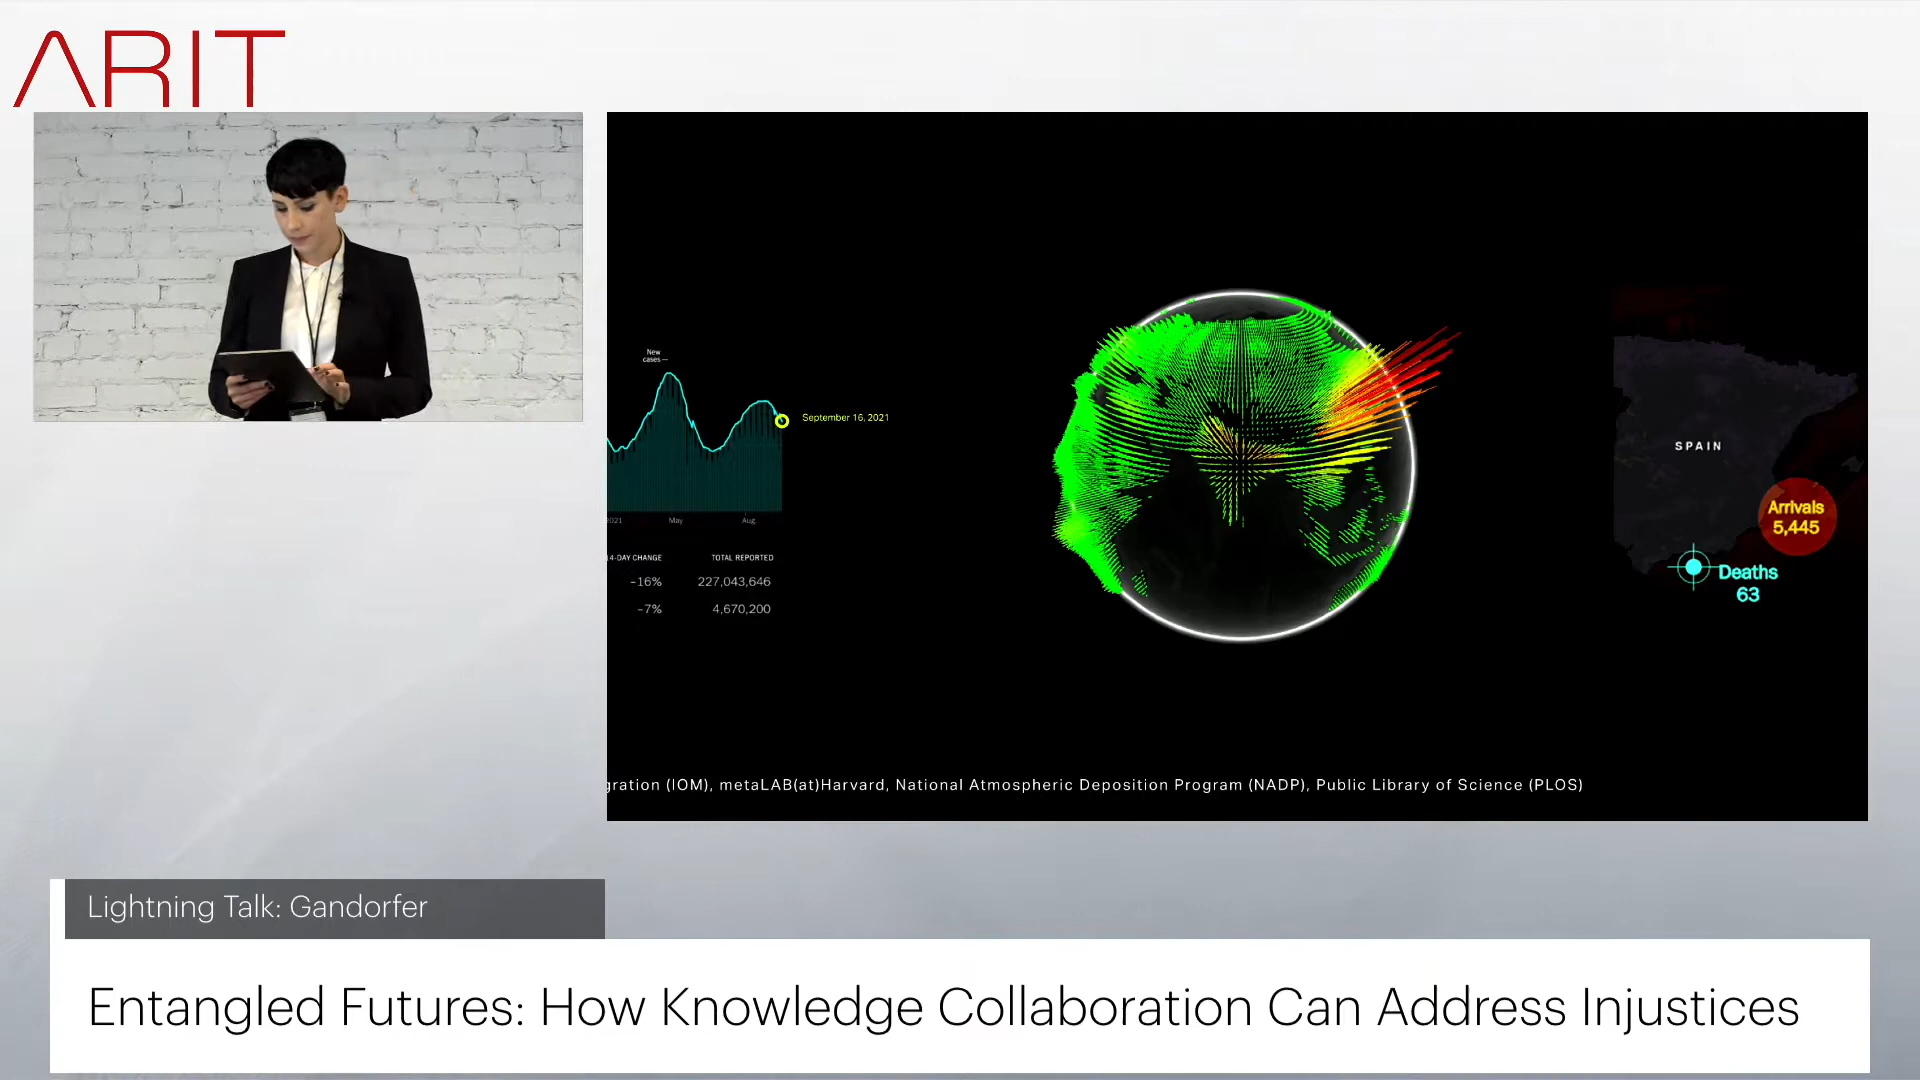 ARIT
New
cases
September 16, 2021
2021 May Aug.
14-DAY CHANGE TOTAL REPORTED
-16% 227,043,646
-7% 4,670,200
SPAIN
Arrivals
5,445
Deaths
63
gration (IOM), metaLAB(at)Harvard, National Atmospheric Deposition Program (NADP), Public Library of Science (PLOS)
Lightning Talk: Gandorfer
Entangled Futures: How Knowledge Collaboration Can Address Injustices